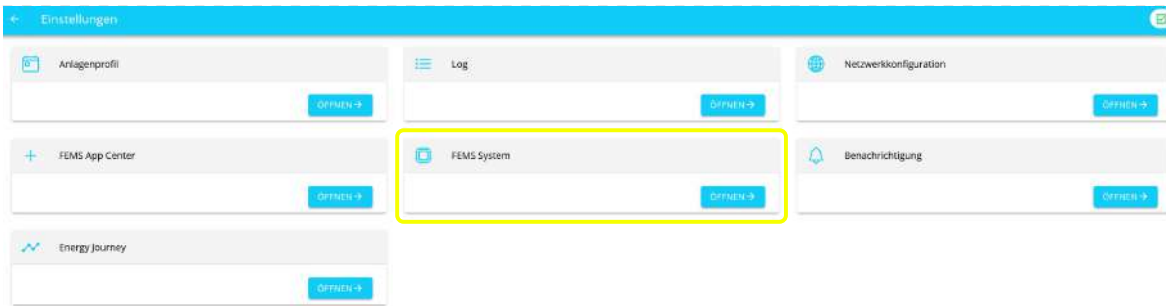 Einstellungen
Anlagenprofil
Log
Netzwerkkonfiguration
ÖFFNEN
ÖFFNEN
ÖFFNEN
FEMS App Center
FEMS System
Benachrichtigung
ÖFFNEN
ÖFFNEN
ÖFFNEN
Energy Journey
ÖFFNEN